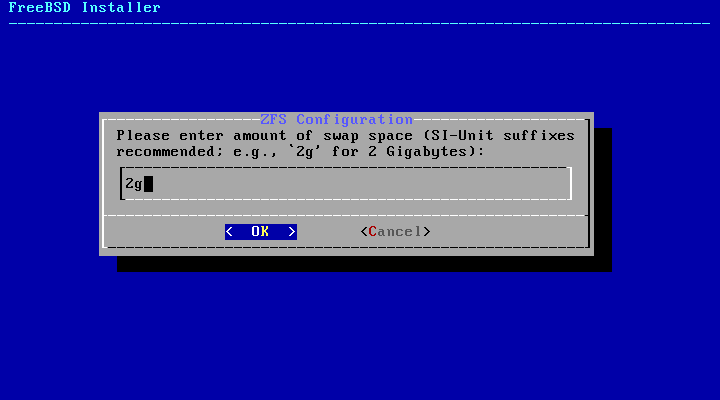 FreeBSD Installer
ZFS Configuration
Please enter amount of swap space (SI-Unit suffixes
recommended; e.g., `2g' for 2 Gigabytes):
2g
< OK > <Cancel>